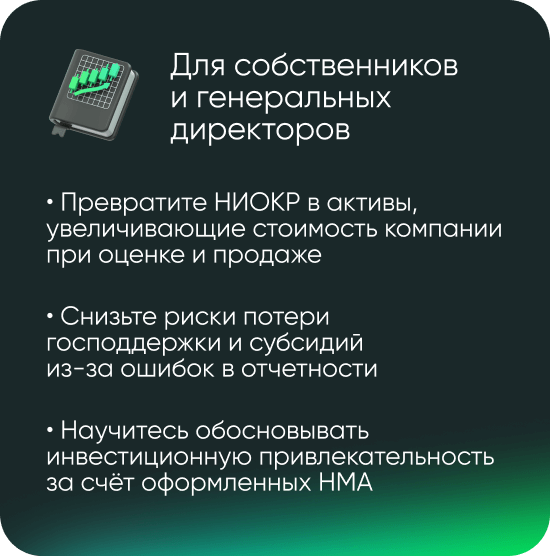 Для собственников
и генеральных
директоров
• Превратите НИОКР в активы,
увеличивающие стоимость компании
при оценке и продаже
• Снизьте риски потери
господдержки и субсидий
из-за ошибок в отчетности
• Научитесь обосновывать
инвестиционную привлекательность
за счёт оформленных НМА